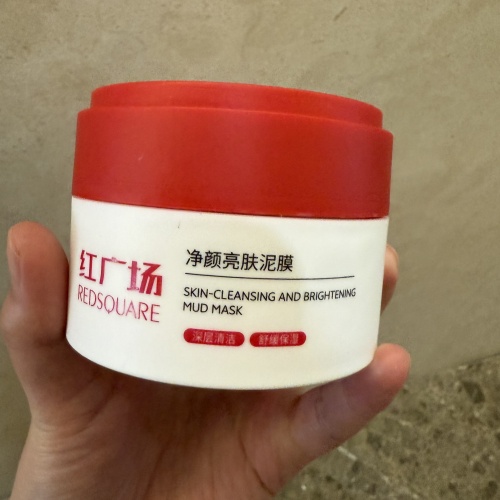 红广场
REDSQUARE
净颜亮肤泥膜
SKIN-CLEANSING AND BRIGHTENING
MUD MASK
深层清洁 舒缓保湿